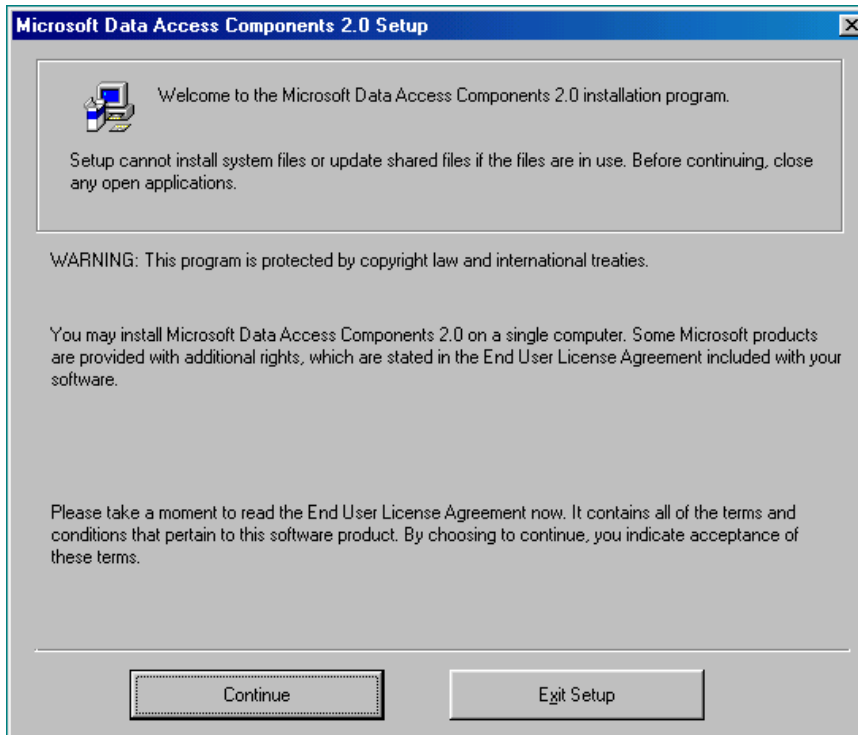 Microsoft Data Access Components 2.0 Setup
Welcome to the Microsoft Data Access Components 2.0 installation program.
Setup cannot install system files or update shared files if the files are in use. Before continuing, close
any open applications.
WARNING: This program is protected by copyright law and international treaties.
You may install Microsoft Data Access Components 2.0 on a single computer. Some Microsoft products
are provided with additional rights, which are stated in the End User License Agreement included with your
software.
Please take a moment to read the End User License Agreement now. It contains all of the terms and
conditions that pertain to this software product. By choosing to continue, you indicate acceptance of
these terms.
Continue
Exit Setup